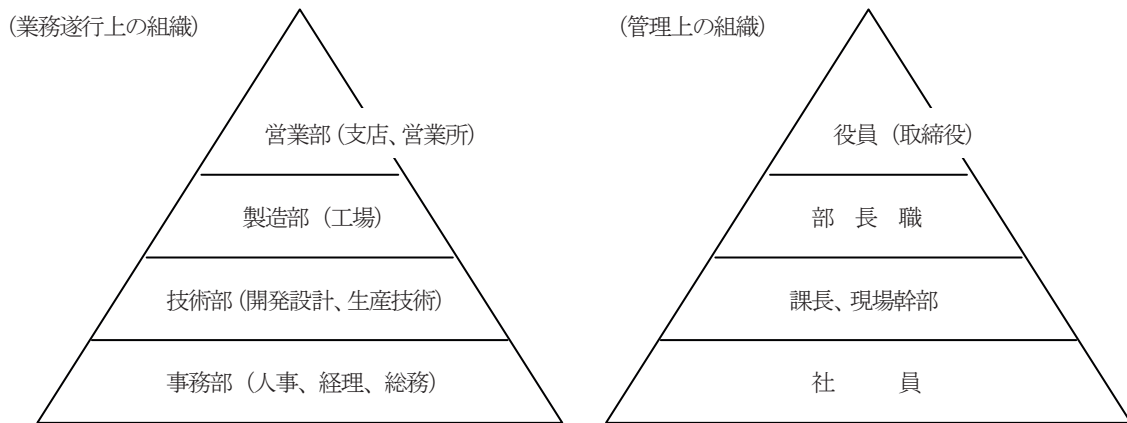 (業務遂行上の組織)
営業部（支店、営業所）
製造部（工場）
技術部（開発設計、生産技術）
事務部（人事、経理、総務）
(管理上の組織)
役員（取締役）
部　長　職
課長、現場幹部
社　　員